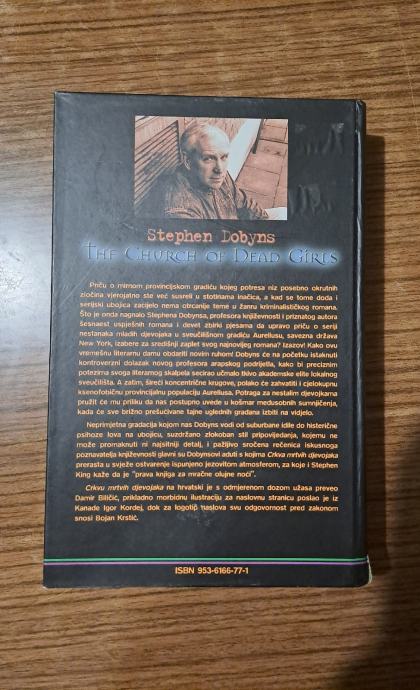 Stephen Dobyns
The Church of Dead Girls
Priču o mirnom provincijskom gradiću kojeg potresa niz posebno okrutnih
zločina vjerojatno ste već susreli u stotinama inačica, a kad se tome doda i
serijski ubojica zacijelo nema otrcanije teme u žanru kriminalističkog romana.
Što je onda nagnalo Stephena Dobynsa, profesora književnosti i priznatog autora
šesnaest uspješnih romana i devet zbirki pjesama da upravo priču o seriji
nestanaka mladih djevojaka u sveučilišnom gradiću Aureliusu, savezna država
New York, izabere za središnji zaplet svog najnovijeg romana? Izazov! Kako ovu
vremešnu literarnu damu obdariti novim ruhom? Dobyns će na početku istaknuti
kontroverzni dolazak novog profesora arapskog podrijetla, kako bi preciznim
potezima svoga literarnog skalpela secirao učmalo tkivo akademske elite lokalnog
sveučilišta. A zatim, šireći koncentrične krugove, polako će zahvatiti i cjelokupnu
ksenofobičnu provincijalnu populaciju Aureliusa. Potraga za nestalim djevojkama
pružit će mu priliku da nas postupno uvede u košmar međusobnih sumnjičenja,
kada će sve brižno prešućivane tajne uglednih građana izbiti na vidjelo.
Neprimjetna gradacija kojom nas Dobyns vodi od suburbane idile do histerične
psihoze lova na ubojicu, suzdržano zlokoban stil pripovijedanja, kojemu ne
može promaknuti ni najsitniji detalj, i pažljivo sročena rečenica iskusnoga
poznavatelja književnosti glavni su Dobynsovi aduti s kojima Crkva mrtvih djevojaka
prerasta u svježe ostvarenje ispunjeno jezovitom atmosferom, za koje i Stephen
King kaže da je "prava knjiga za mračne olujne noći".
Crkvu mrtvih djevojaka na hrvatski je s odmjerenom dozom užasa preveo
Damir Biličić, prikladno morbidnu ilustraciju za naslovnu stranicu poslao je iz
Kanade Igor Kordej, dok za logotip naslova svu odgovornost pred zakonom
snosi Bojan Krstić.
ISBN 953-6166-77-1